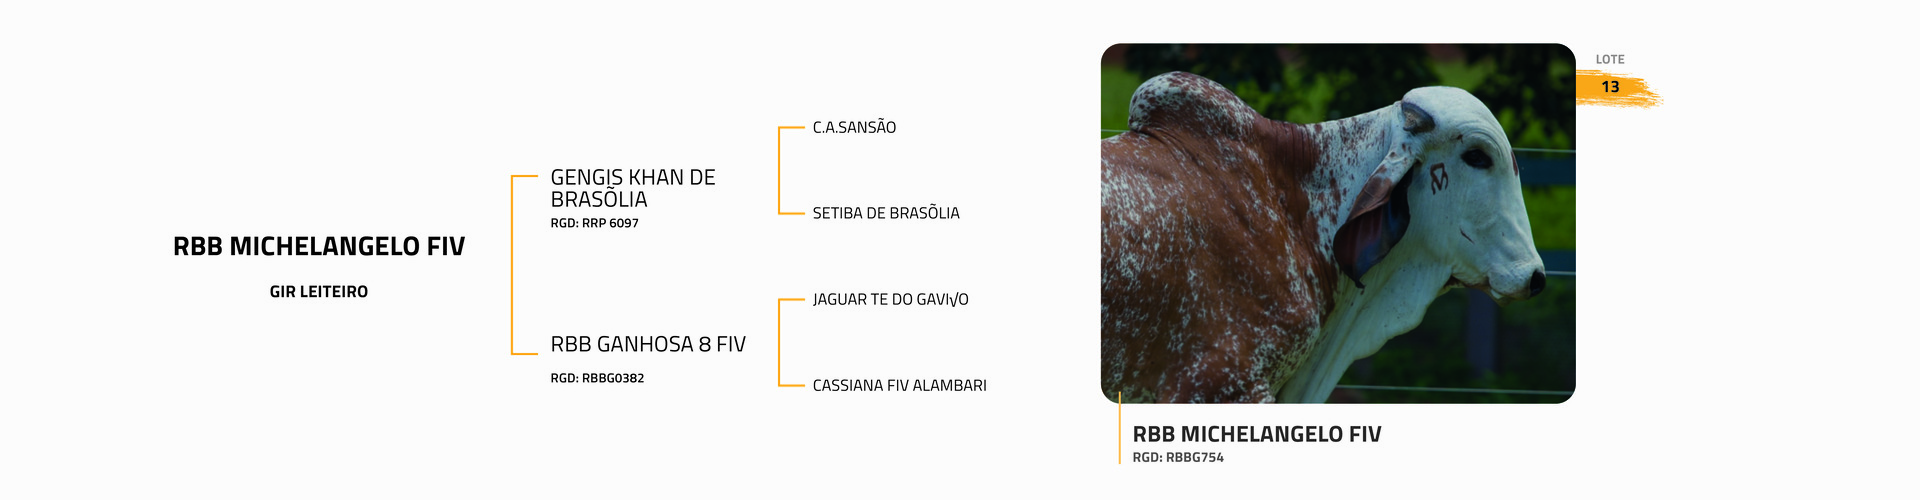 RBB MICHELANGELO FIV
GIR LEITEIRO
GENGIS KHAN DE
BRASÕLIA
RGD: RRP 6097
RBB GANHOSA 8 FIV
RGD: RBBG0382
C.A.SANSÃO
SETIBA DE BRASÕLIA
JAGUAR TE DO GAVI√O
CASSIANA FIV ALAMBARI
LOTE
13
RBB MICHELANGELO FIV
RGD: RBBG754